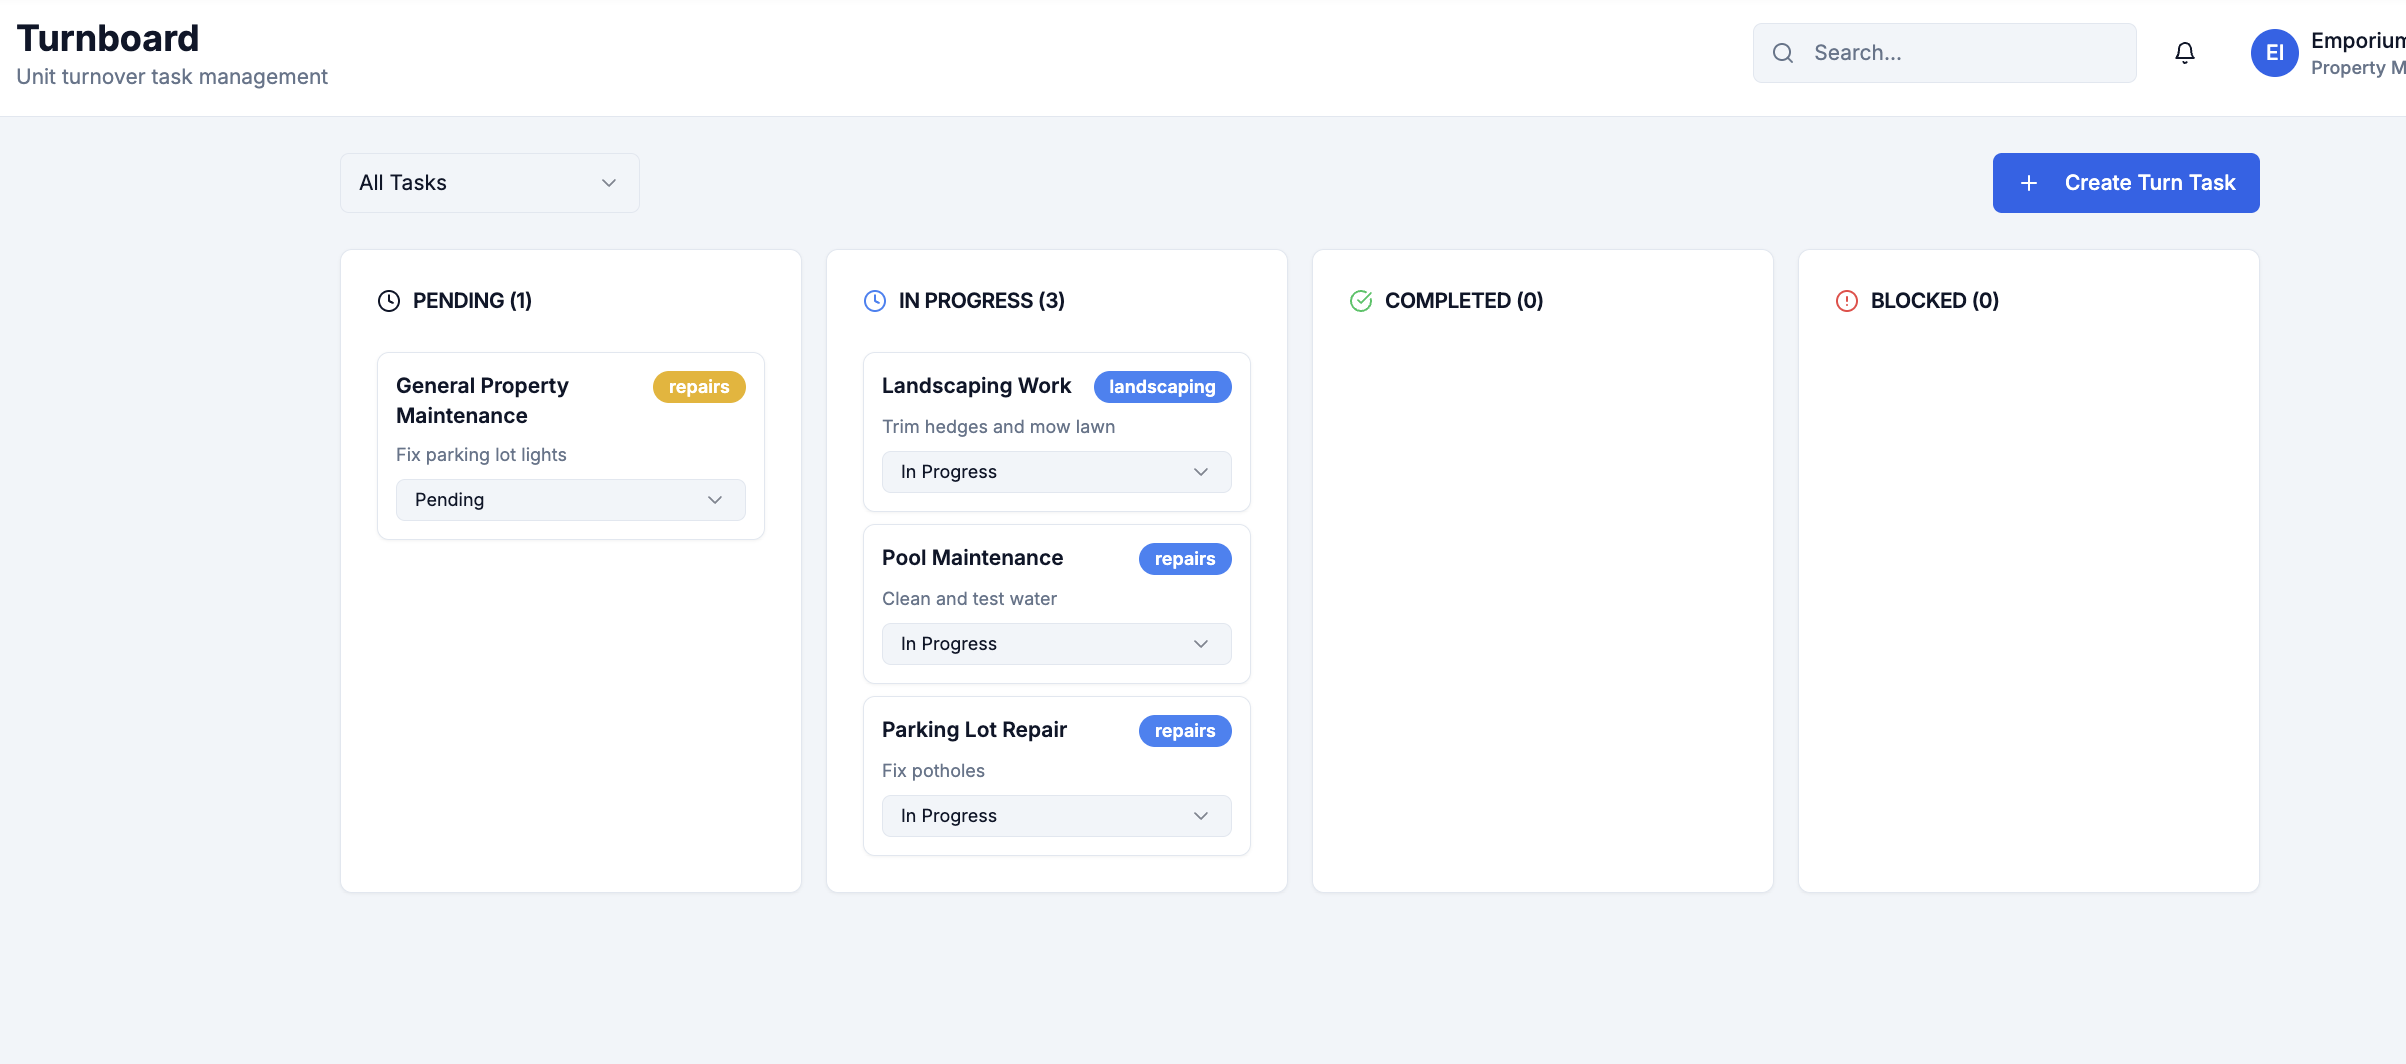 Turnboard
Unit turnover task management
Search...
EI
Emporium
Property M
All Tasks
Create Turn Task
PENDING (1)
General Property
Maintenance
repairs
Fix parking lot lights
Pending
IN PROGRESS (3)
Landscaping Work
landscaping
Trim hedges and mow lawn
In Progress
Pool Maintenance
repairs
Clean and test water
In Progress
Parking Lot Repair
repairs
Fix potholes
In Progress
COMPLETED (0)
BLOCKED (0)